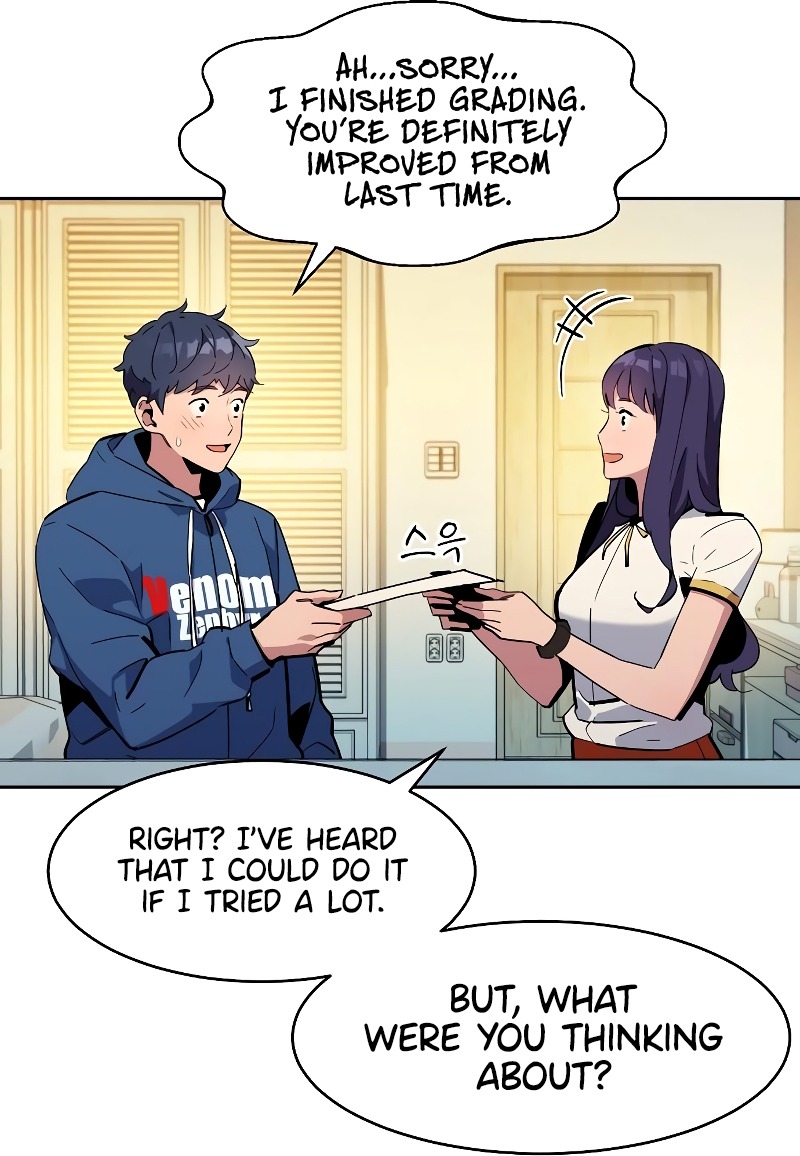 AH...SORRY...
I FINISHED GRADING.
YOU'RE DEFINITELY
IMPROVED FROM
LAST TIME.
스윽
Venom
zephyr
RIGHT? I'VE HEARD
THAT I COULD DO IT
IF I TRIED A LOT.
BUT, WHAT
WERE YOU THINKING
ABOUT?